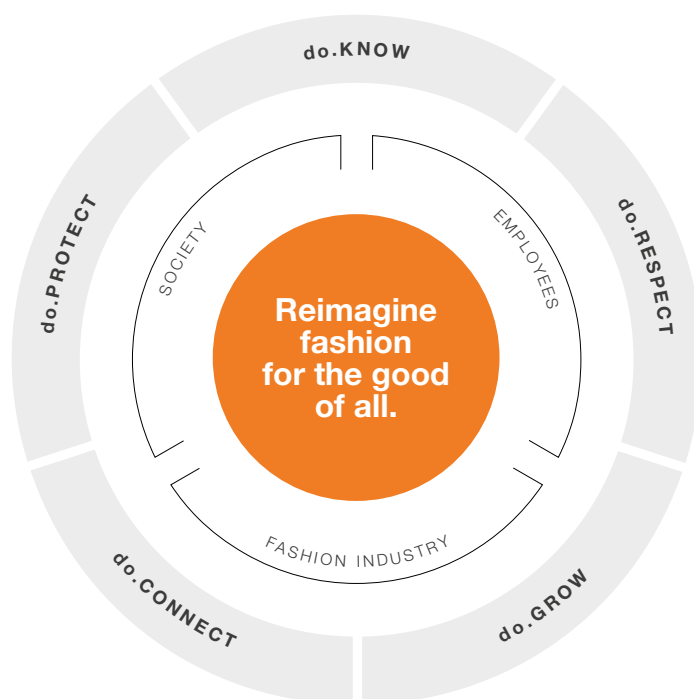 do.KNOW
do.PROTECT
do.RESPECT
SOCIETY
EMPLOYEES
Reimagine
fashion
for the good
of all.
FASHION INDUSTRY
do.CONNECT
do.GROW